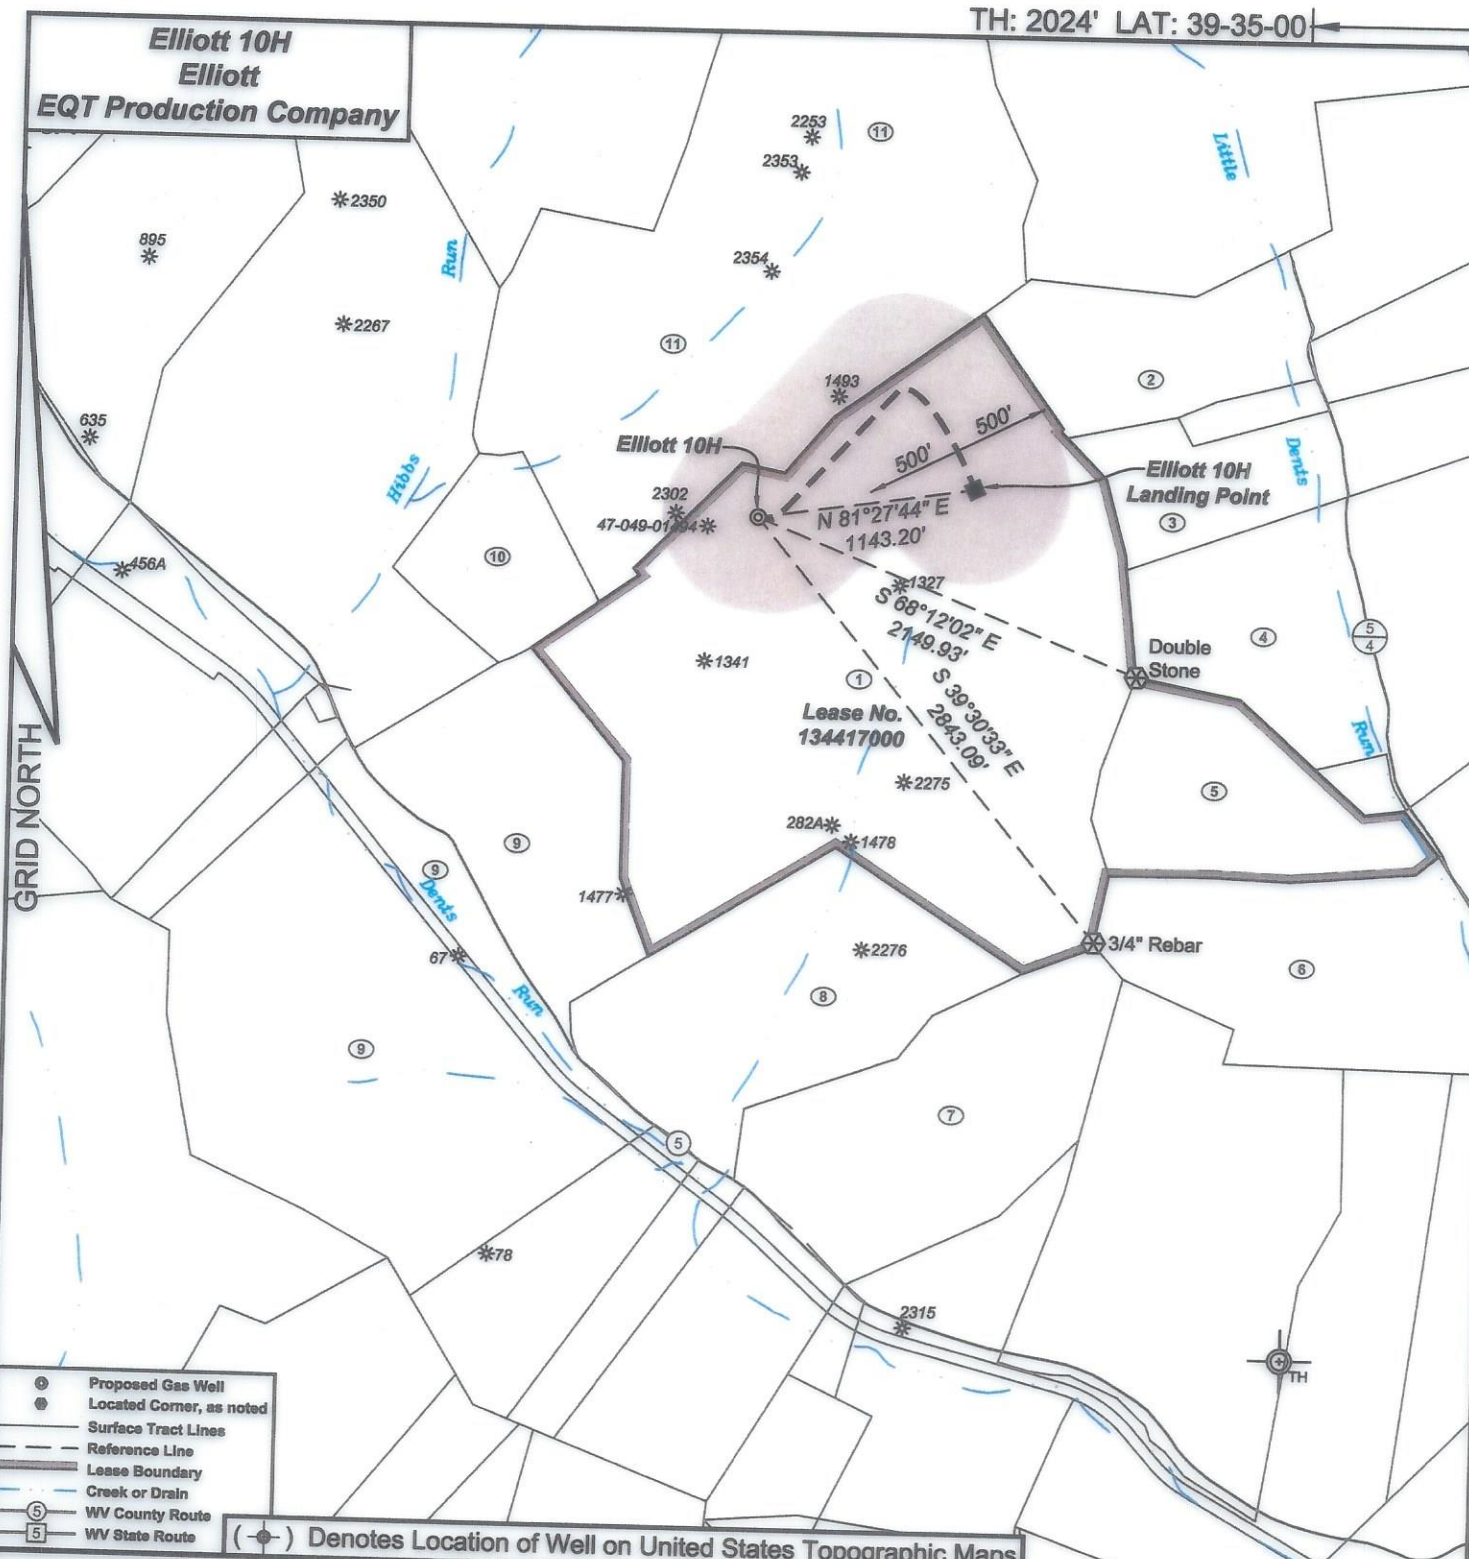 TH: 2024' LAT: 39-35-00
Elliott 10H
Elliott
EQT Production Company
2253
11
2353
Little
2350
895
Run
2354
2267
11
2
1493
635
Elliott 10H
500'
500'
Elliott 10H
Landing Point
Hibbs
Dents
2302
N 81°27'44" E
1143.20'
3
10
456A
1327
S 68°12'02" E
2149.93'
5
4
4
Double
Stone
1341
1
S 39°30'33" E
2843.09'
Lease No.
134417000
Run
GRID NORTH
2275
5
282A
1478
9
9
Dents
1477
3/4" Rebar
2276
67
6
Run
8
9
7
5
78
2315
TH
Proposed Gas Well
Located Corner, as noted
Surface Tract Lines
Reference Line
Lease Boundary
Creek or Drain
5 WV County Route
5 WV State Route
( ) Denotes Location of Well on United States Topographic Maps